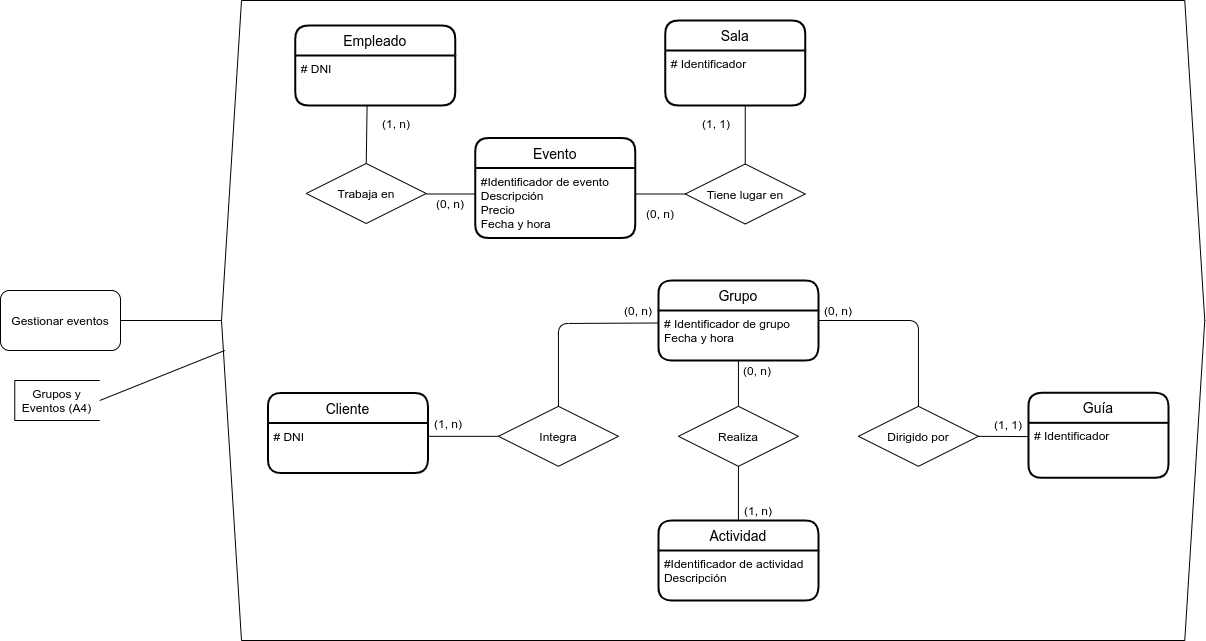 Empleado
# DNI
Sala
# Identificador
(1, n)
(1, 1)
Evento
#Identificador de evento
Descripción
Precio
Fecha y hora
Trabaja en
(0, n)
Tiene lugar en
(0, n)
Gestionar eventos
Grupos y
Eventos (A4)
Grupo
# Identificador de grupo
Fecha y hora
(0, n)
(0, n)
(0, n)
Cliente
# DNI
(1, n)
Integra
Realiza
Dirigido por
(1, 1)
Guía
# Identificador
(1, n)
Actividad
#Identificador de actividad
Descripción